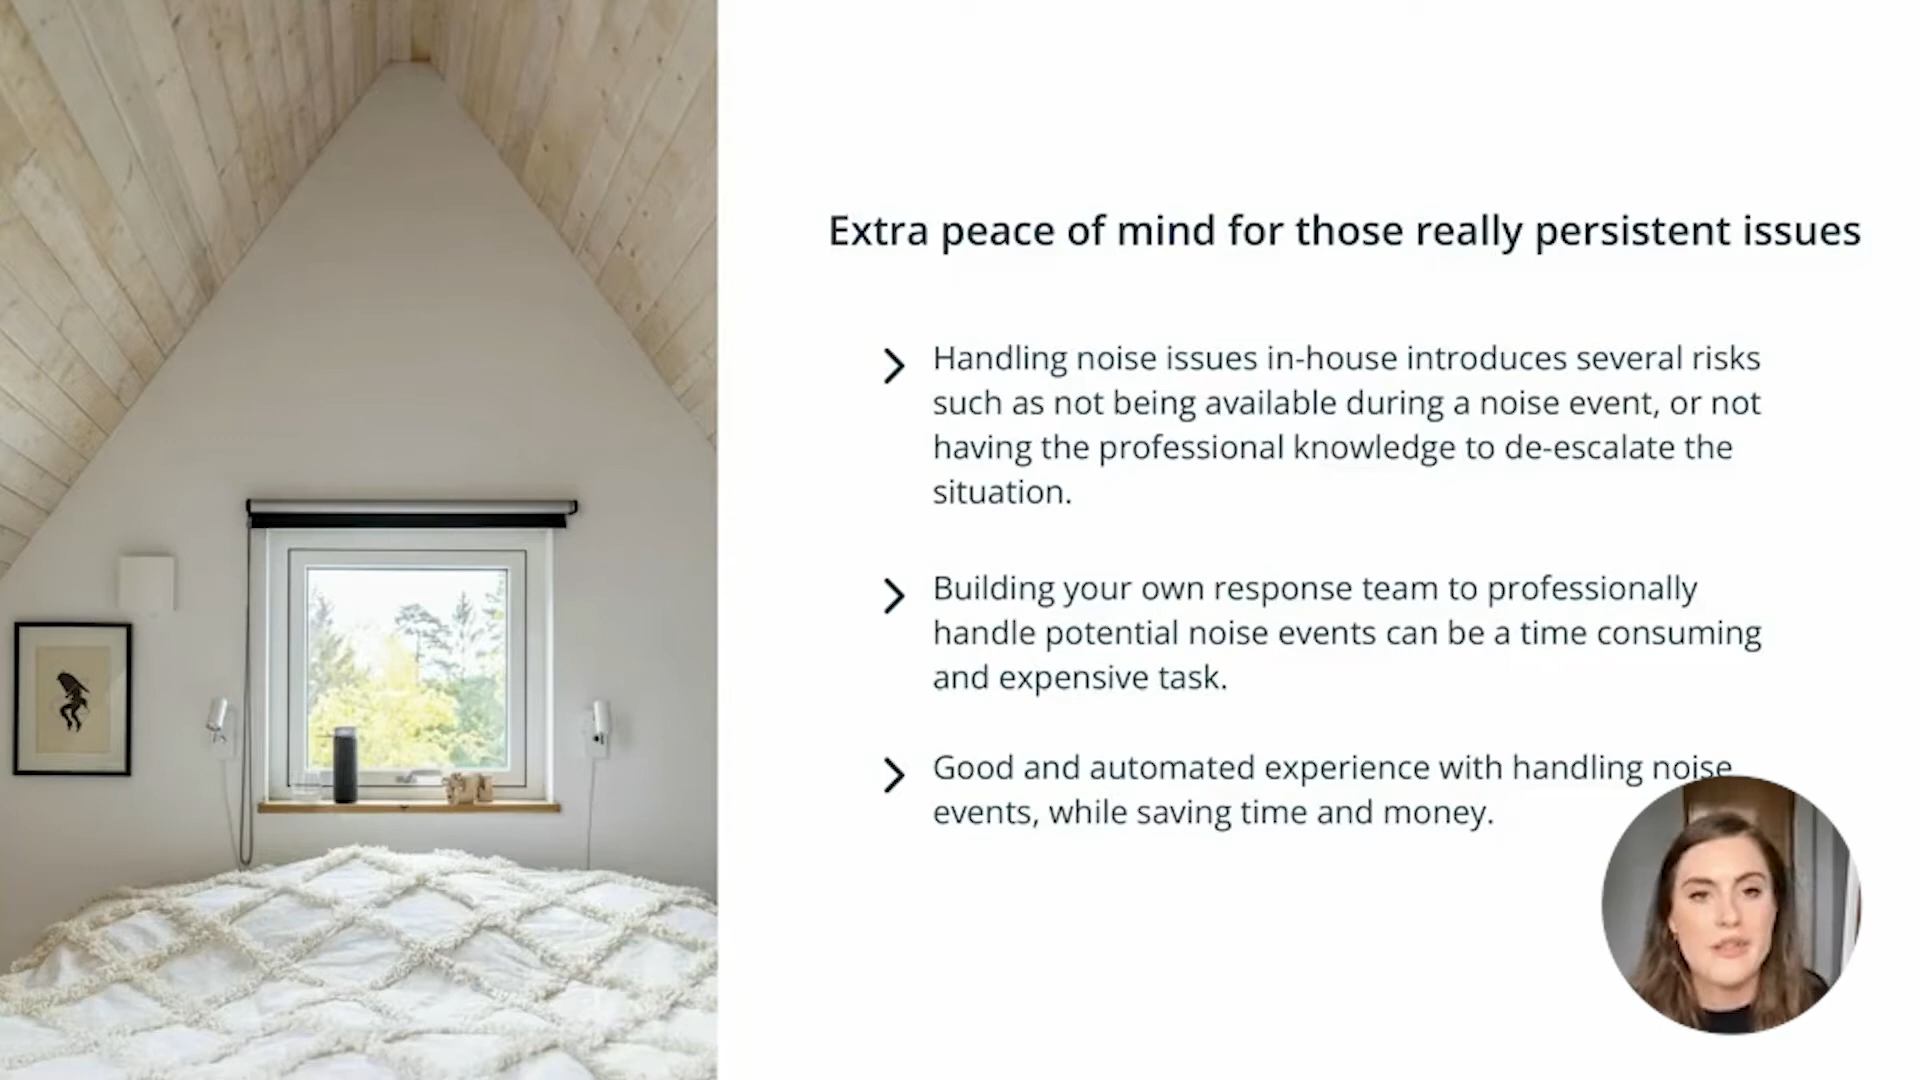 Extra peace of mind for those really persistent issues
Handling noise issues in-house introduces several risks
such as not being available during a noise event, or not
having the professional knowledge to de-escalate the
situation.
Building your own response team to professionally
handle potential noise events can be a time consuming
and expensive task.
Good and automated experience with handling noise
events, while saving time and money.